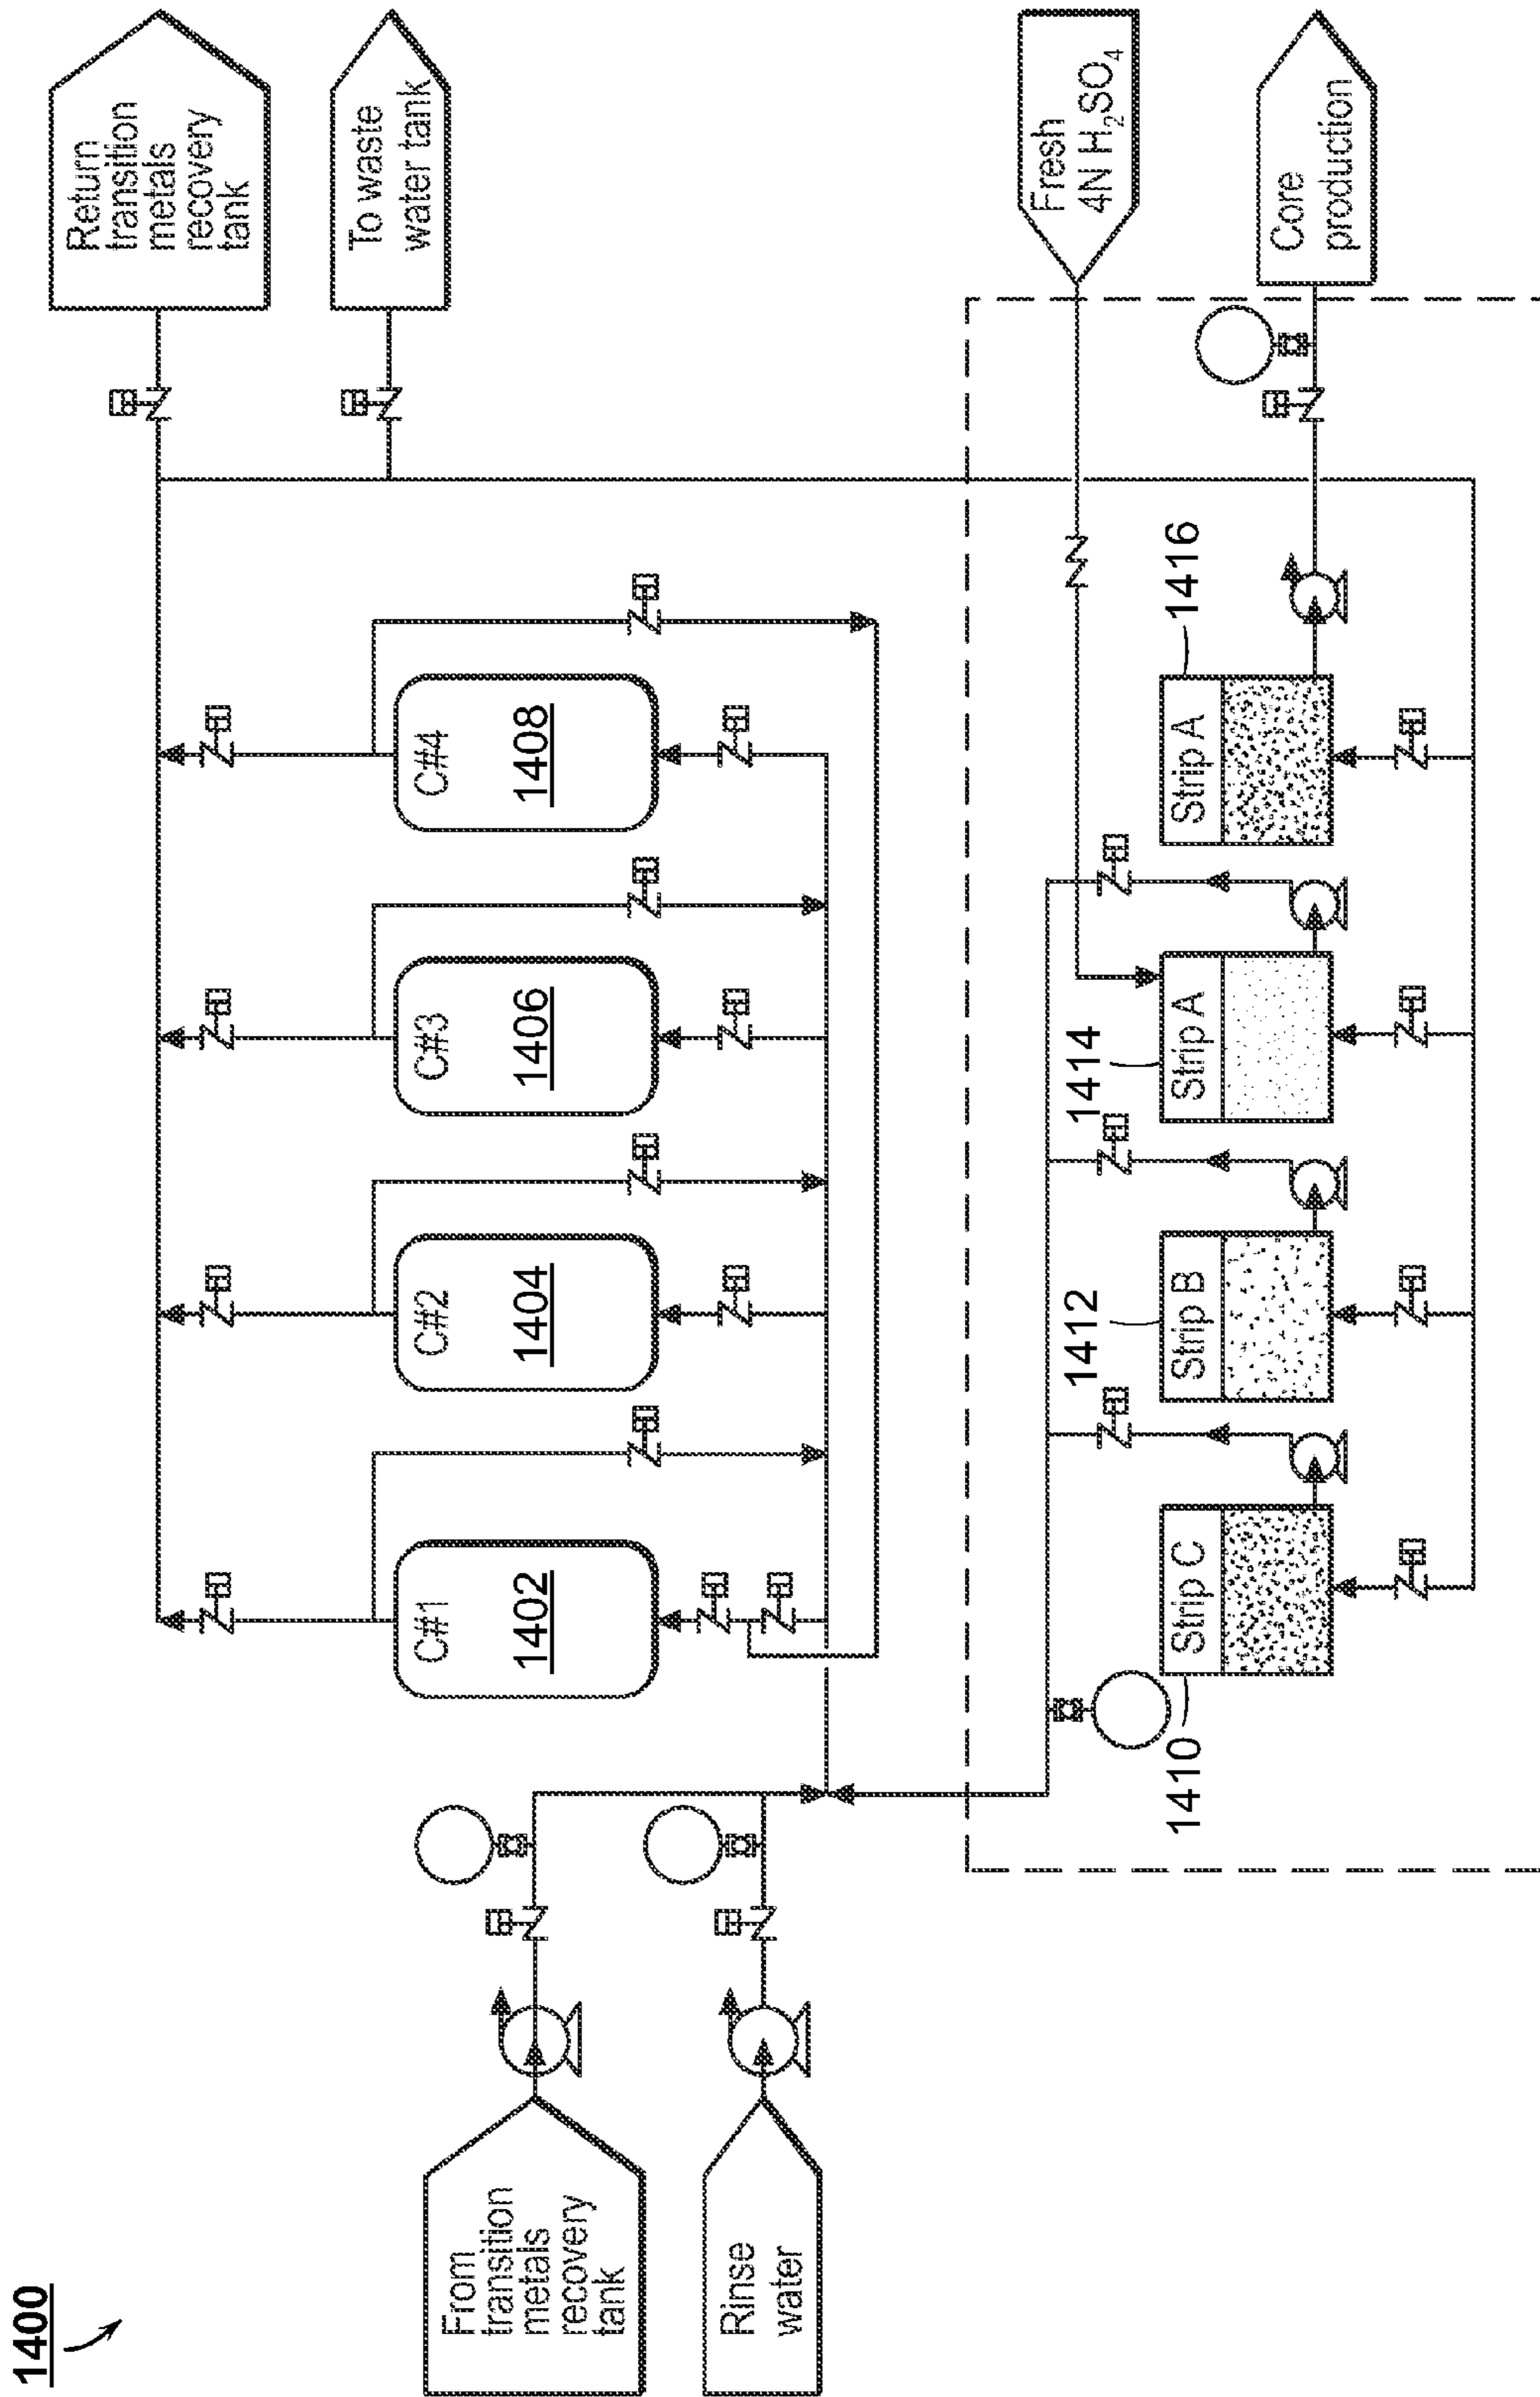 1400
From
transition
metals
recovery
tank
Rinse
water
Return
transition
metals
recovery
tank
To waste
water tank
C#1
1402
C#2
1404
C#3
1406
C#4
1408
Fresh
4N H₂SO₄
Core
production
1410
Strip C
1412
Strip B
1414
Strip A
1416
Strip A